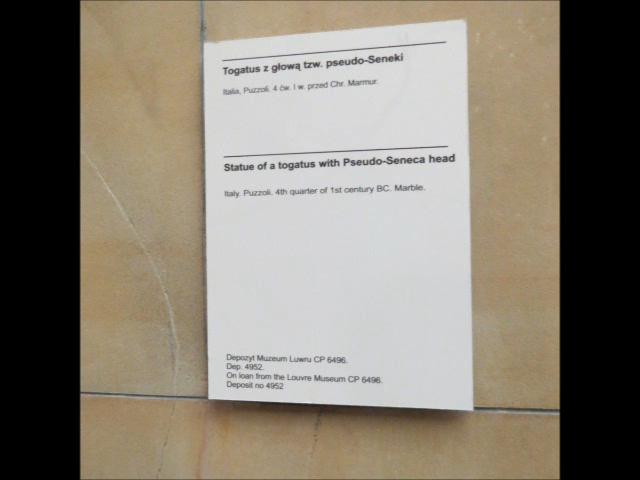 Togatus z głową tzw. pseudo-Seneki
Italia, Puzzoli. 4 ćw. I w. przed Chr. Marmur.
Statue of a togatus with Pseudo-Seneca head
Italy. Puzzoli. 4th quarter of 1st century BC. Marble.
Depozyt Muzeum Luwru CP 6496.
Dep. 4952.
On loan from the Louvre Museum CP 6496.
Deposit no 4952